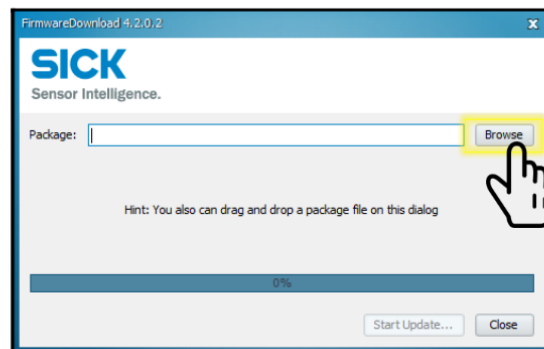 FirmwareDownload 4.2.0.2
SICK
Sensor Intelligence.
Package:
Browse
Hint: You also can drag and drop a package file on this dialog
0%
Start Update...
Close